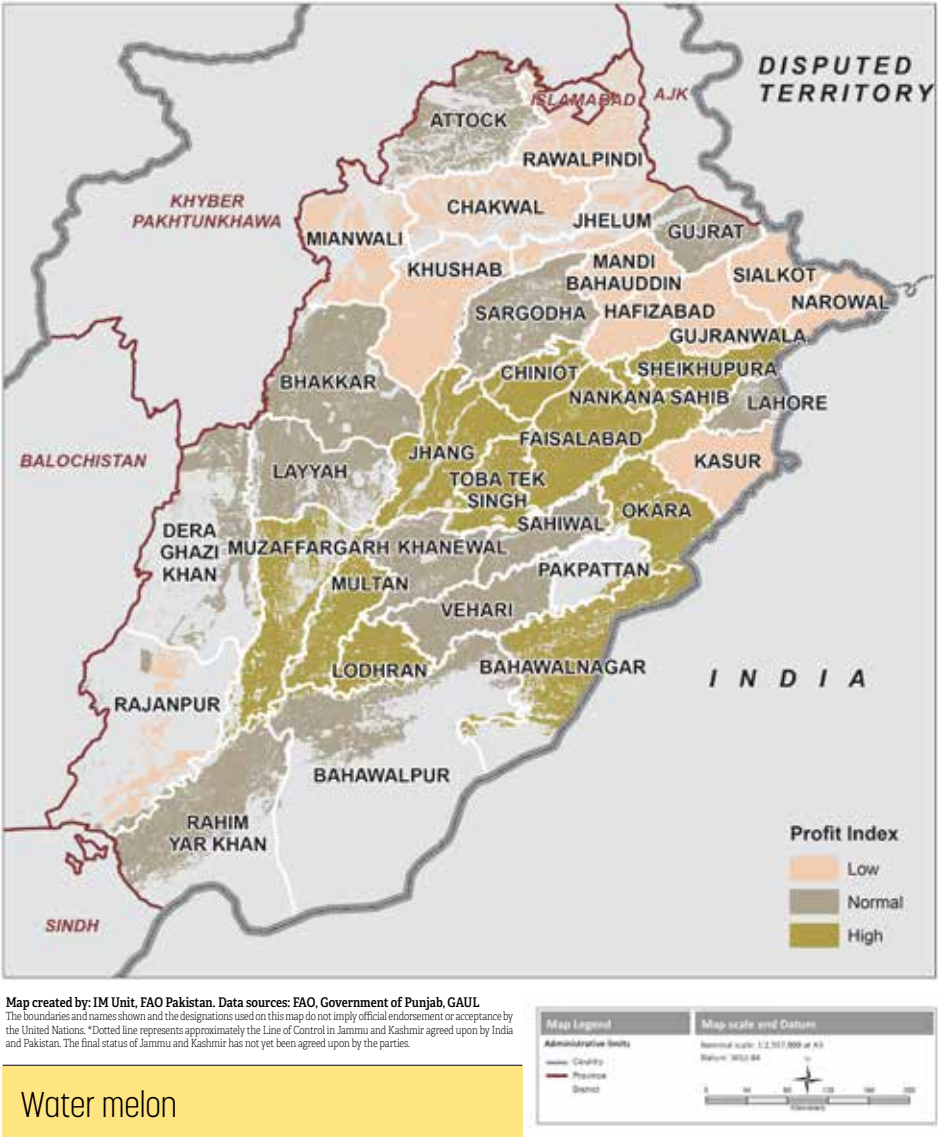 DISPUTED
TERRITORY
ISLAMABAD
AJK
ATTOCK
RAWALPINDI
KHYBER
PAKHTUNKHAWA
CHAKWAL
JHELUM
MIANWALI
GUJRAT
KHUSHAB
MANDI
BAHAUDDIN
SIALKOT
NAROWAL
SARGODHA
HAFIZABAD
GUJRANWALA
CHINIOT
SHEIKHUPURA
BHAKKAR
NANKANA SAHIB
LAHORE
FAISALABAD
JHANG
BALOCHISTAN
LAYYAH
KASUR
TOBA TEK
SINGH
OKARA
SAHIWAL
DERA
GHAZI
KHAN
MUZAFFARGARH
KHANEWAL
PAKPATTAN
MULTAN
VEHARI
LODHRAN
BAHAWALNAGAR
INDIA
RAJANPUR
BAHAWALPUR
RAHIM
YAR KHAN
SINDH
Profit Index
Low
Normal
High
Map created by: IM Unit, FAO Pakistan. Data sources: FAO, Government of Punjab, GAUL
The boundaries and names shown and the designations used on this map do not imply official endorsement or acceptance by
the United Nations. *Dotted line represents approximately the Line of Control in Jammu and Kashmir agreed upon by India
and Pakistan. The final status of Jammu and Kashmir has not yet been agreed upon by the parties.
Map Legend
Administrative limits
Country
Province
District
Map scale and Datum
Kilometers
Water melon